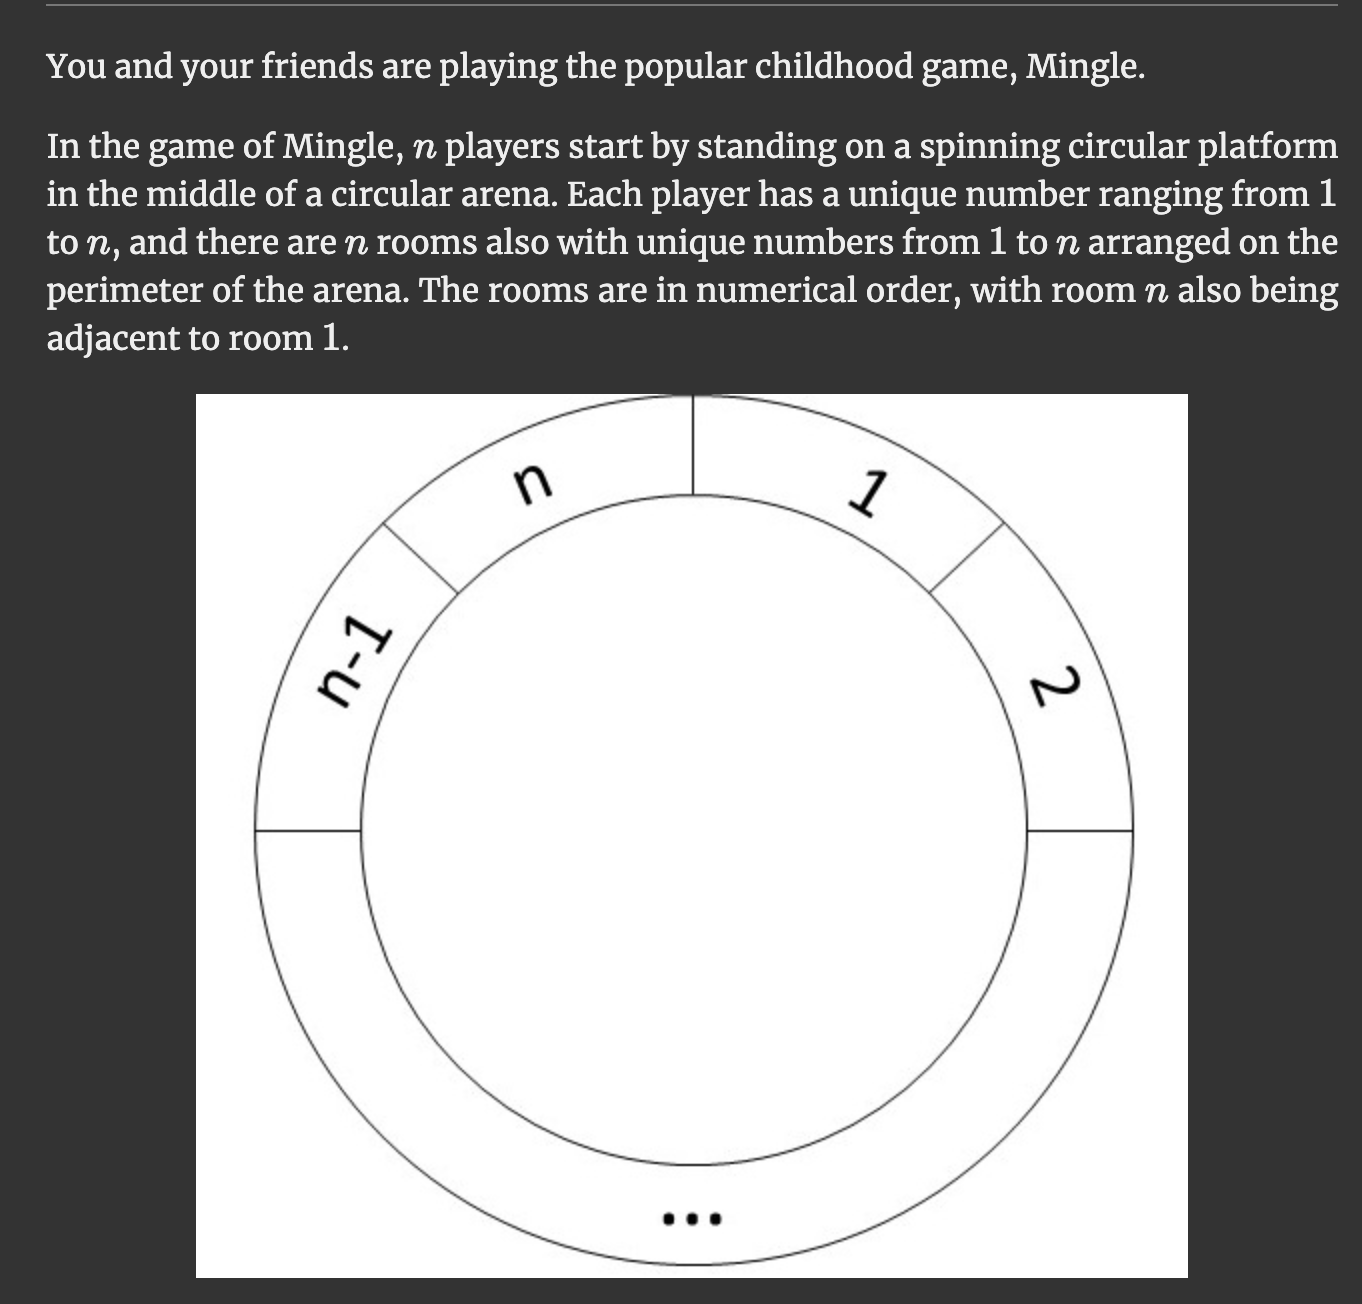 You and your friends are playing the popular childhood game, Mingle.
In the game of Mingle, n players start by standing on a spinning circular platform
in the middle of a circular arena. Each player has a unique number ranging from 1
to n, and there are n rooms also with unique numbers from 1 to n arranged on the
perimeter of the arena. The rooms are in numerical order, with room n also being
adjacent to room 1.
n
1
n-1
2
...